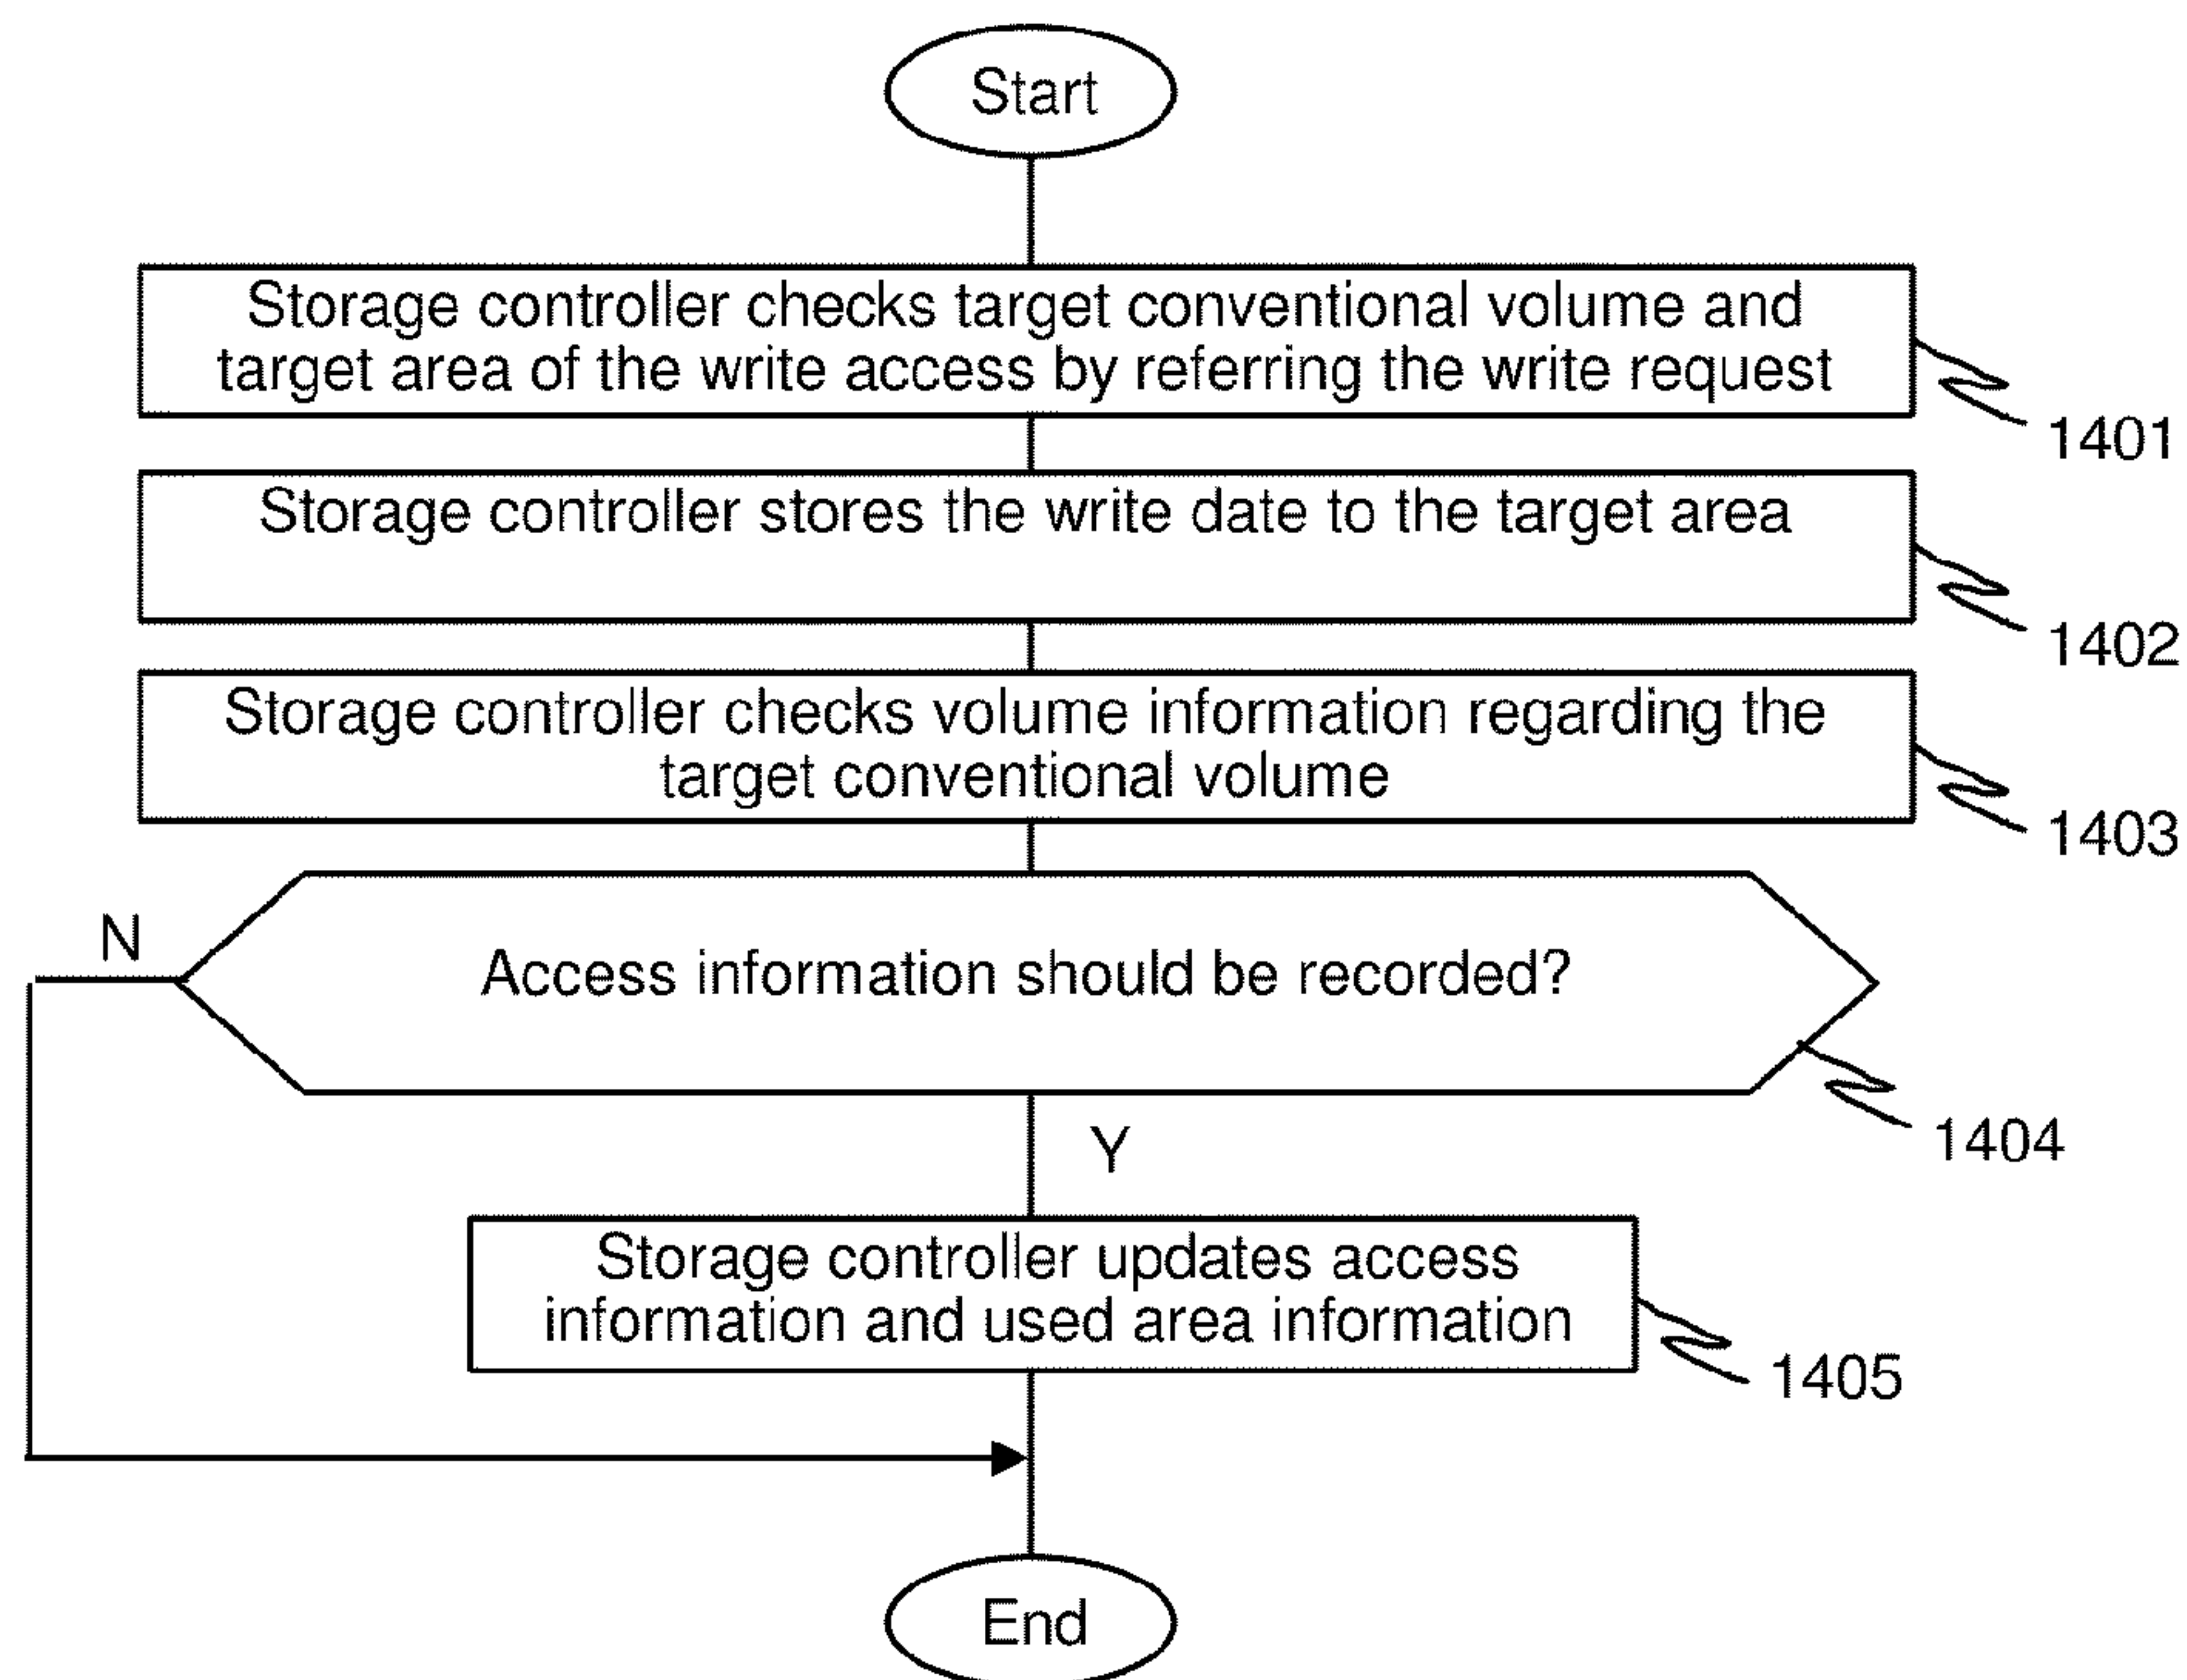 Start
Storage controller checks target conventional volume and
target area of the write access by referring the write request
1401
Storage controller stores the write date to the target area
1402
Storage controller checks volume information regarding the
target conventional volume
1403
N
Access information should be recorded?
1404
Y
Storage controller updates access
information and used area information
1405
End